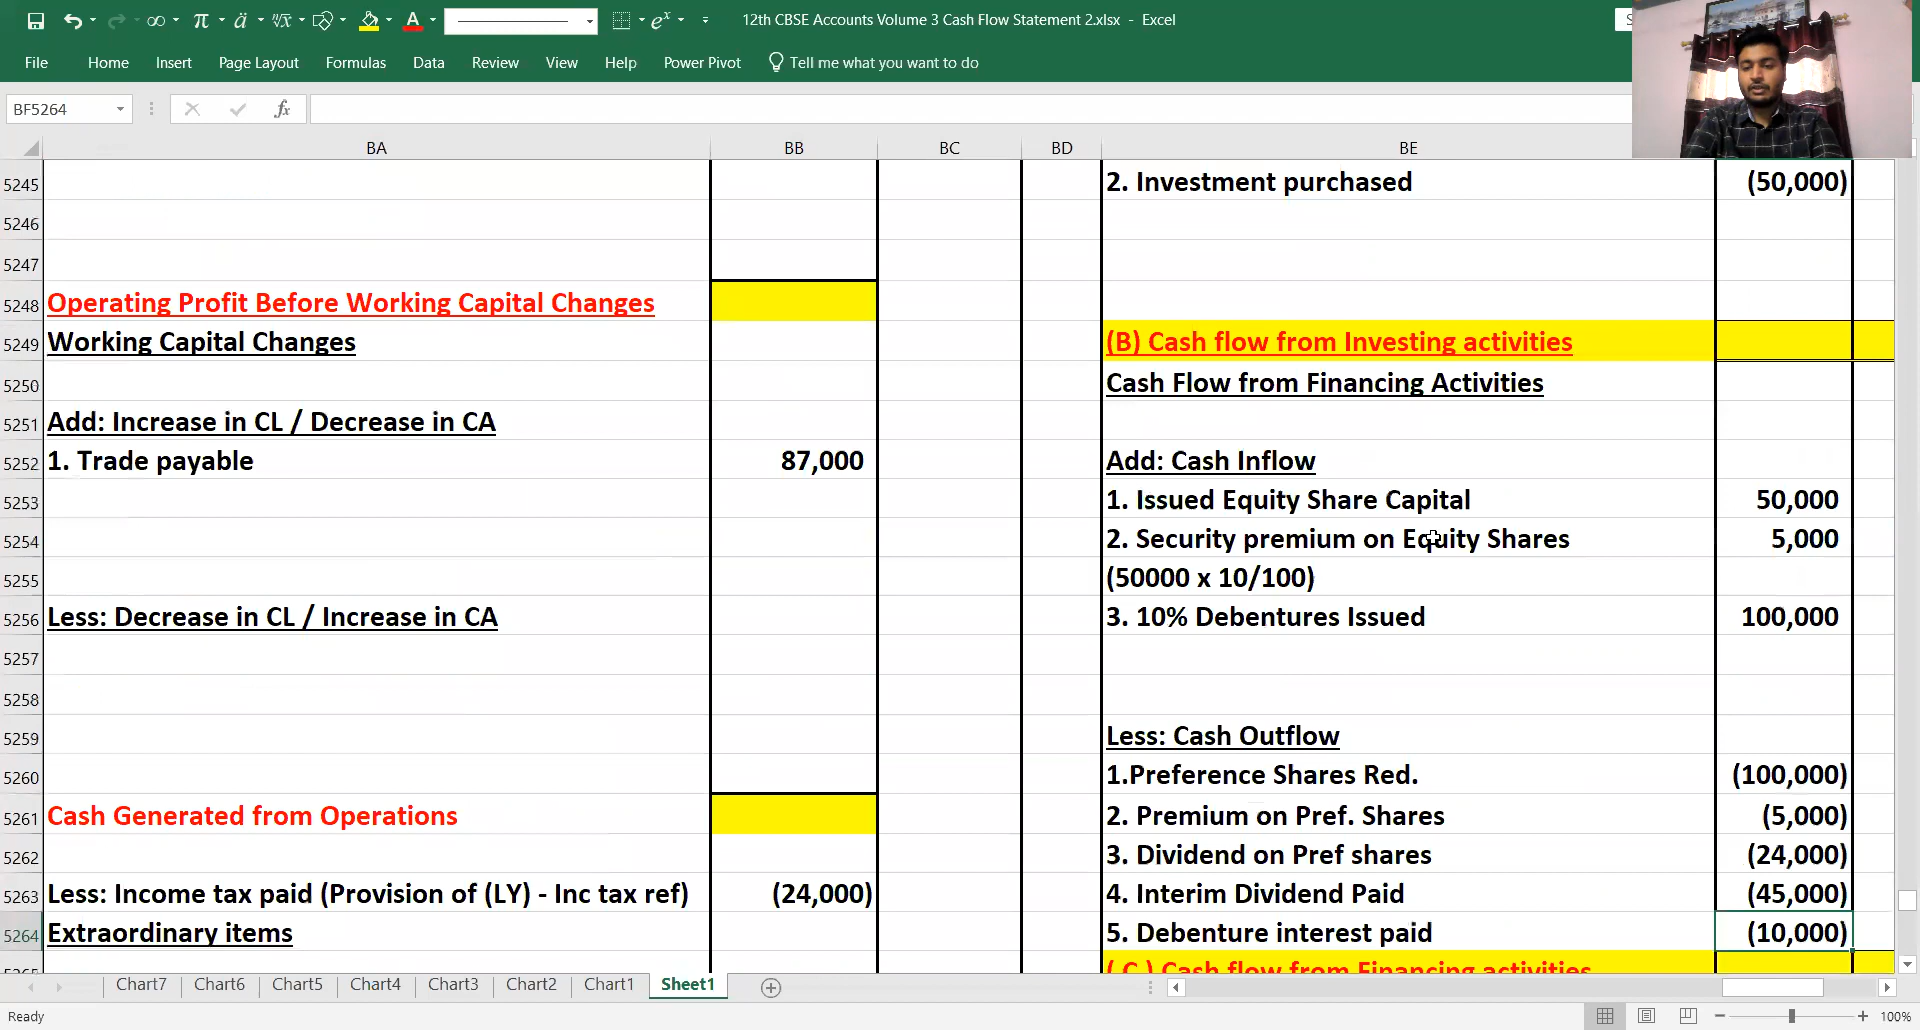 12th CBSE Accounts Volume 3 Cash Flow Statement 2.xlsx - Excel
File Home Insert Page Layout Formulas Data Review View Help Power Pivot Tell me what you want to do
BF5264
BA BB BC BD BE
5245 2. Investment purchased (50,000)
5246
5247
5248 Operating Profit Before Working Capital Changes
5249 Working Capital Changes (B) Cash flow from Investing activities
5250 Cash Flow from Financing Activities
5251 Add: Increase in CL / Decrease in CA
5252 1. Trade payable 87,000 Add: Cash Inflow
5253 1. Issued Equity Share Capital 50,000
5254 2. Security premium on Equity Shares 5,000
5255 (50000 x 10/100)
5256 Less: Decrease in CL / Increase in CA 3. 10% Debentures Issued 100,000
5257
5258
5259 Less: Cash Outflow
5260 1.Preference Shares Red. (100,000)
5261 Cash Generated from Operations 2. Premium on Pref. Shares (5,000)
5262 3. Dividend on Pref shares (24,000)
5263 Less: Income tax paid (Provision of (LY) - Inc tax ref) (24,000) 4. Interim Dividend Paid (45,000)
5264 Extraordinary items 5. Debenture interest paid (10,000)
( C ) Cash flow from Financing activities
Chart7 Chart6 Chart5 Chart4 Chart3 Chart2 Chart1 Sheet1
Ready 100%